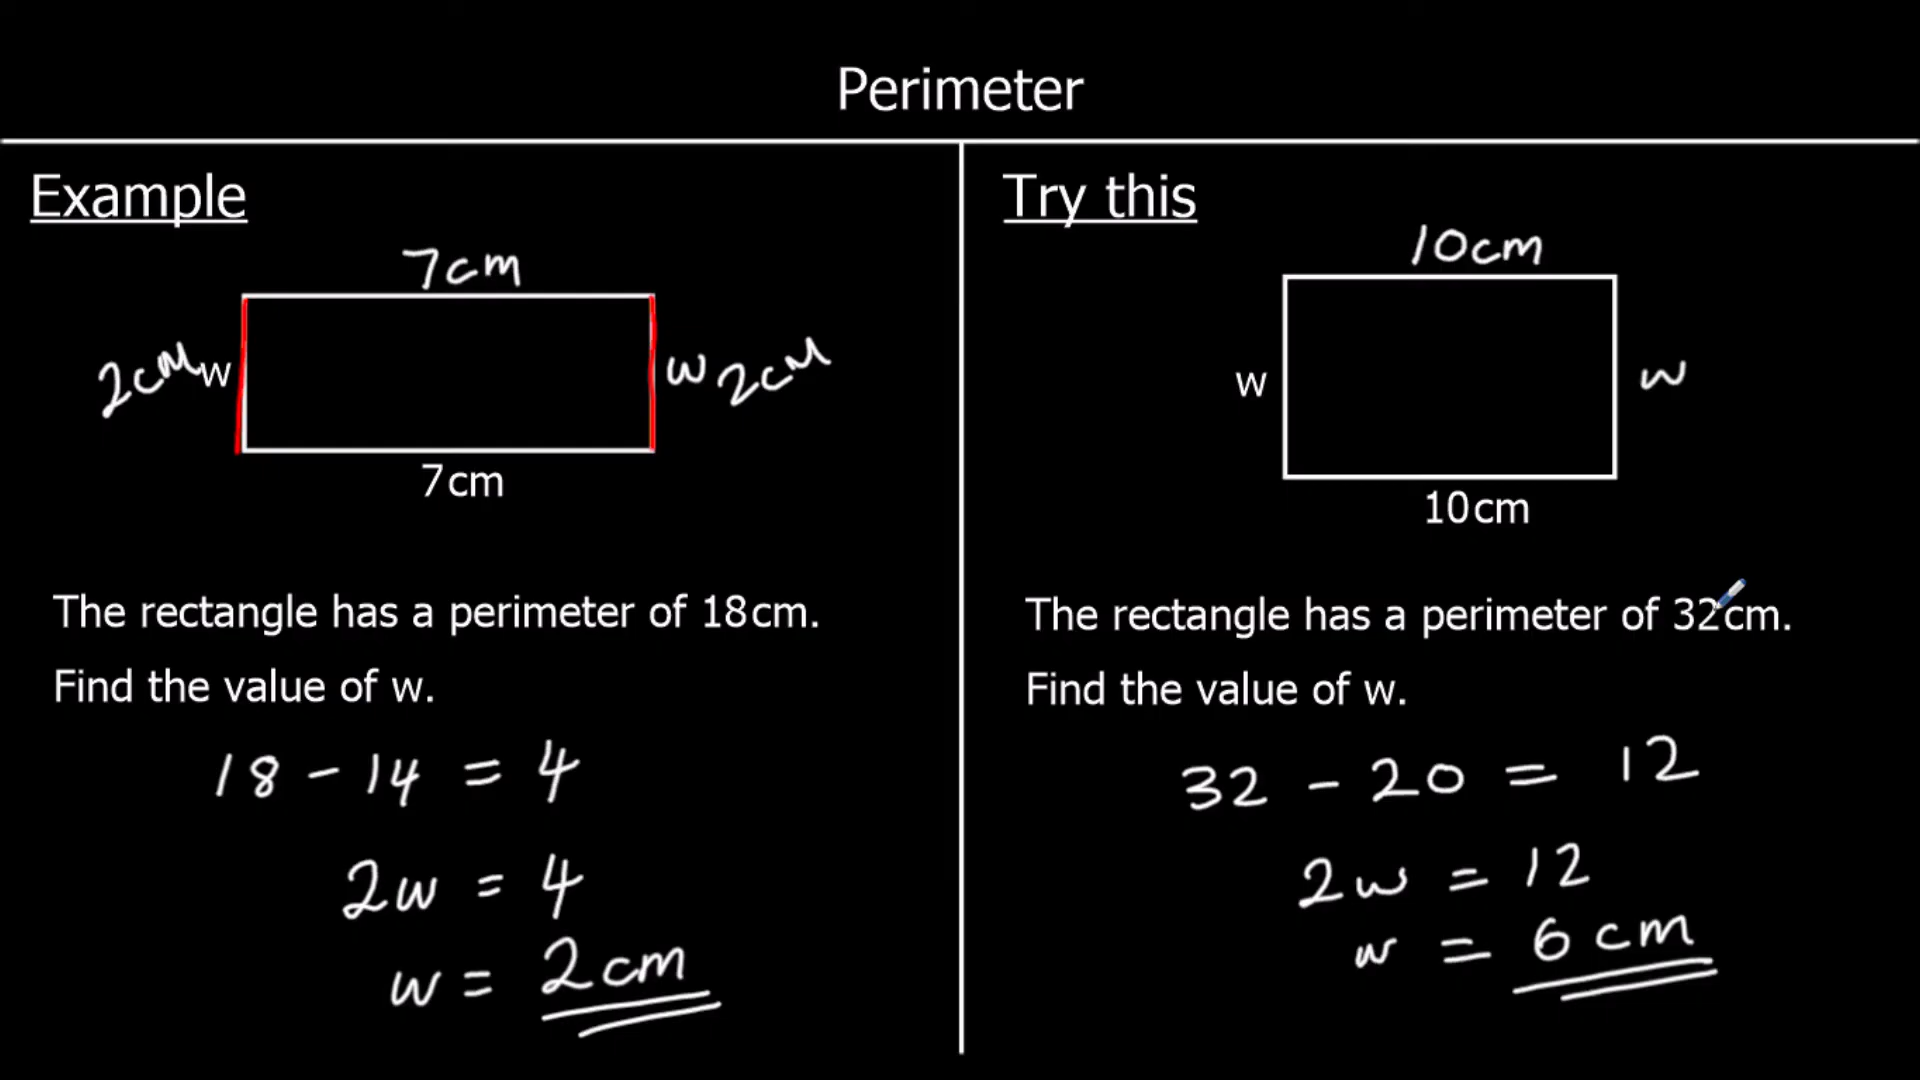 Perimeter
Example
7cm
2cm w
w 2cm
7cm
The rectangle has a perimeter of 18cm.
Find the value of w.
18 - 14 = 4
2w = 4
w = 2cm
Try this
10cm
w
w
10cm
The rectangle has a perimeter of 32cm.
Find the value of w.
32 - 20 = 12
2w = 12
w = 6cm